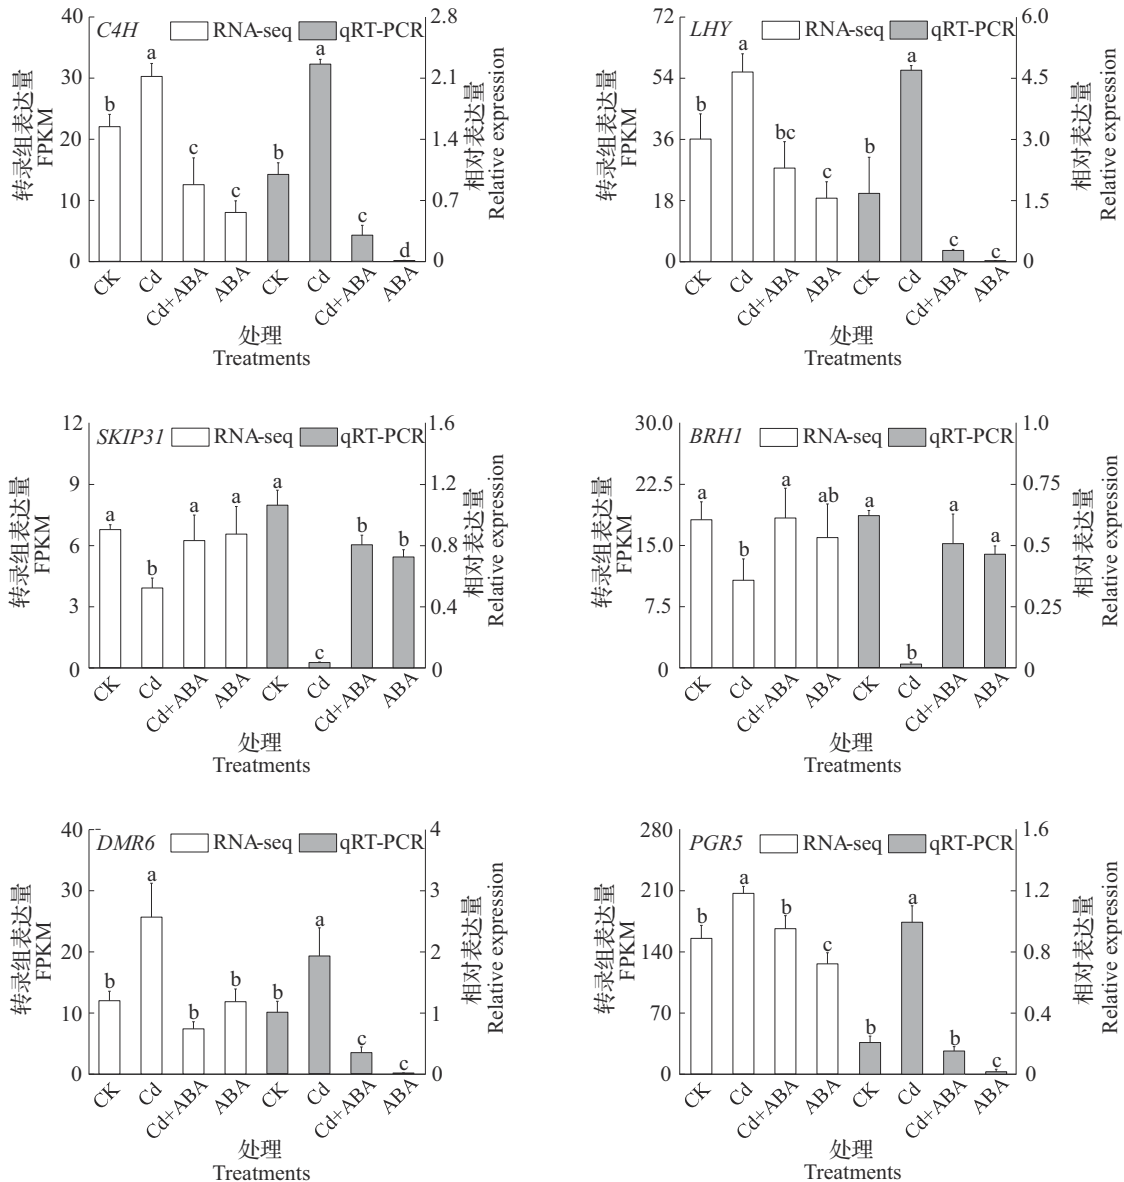 C4H RNA-seq qRT-PCR
40 30 20 10 0
转录组表达量
FPKM
2.8 2.1 1.4 0.7 0
相对表达量
Relative expression
b a c c b a c d
CK Cd Cd+ABA ABA CK Cd Cd+ABA ABA
处理
Treatments
LHY RNA-seq qRT-PCR
72 54 36 18 0
转录组表达量
FPKM
6.0 4.5 3.0 1.5 0
相对表达量
Relative expression
b a bc c b a c c
CK Cd Cd+ABA ABA CK Cd Cd+ABA ABA
处理
Treatments
SKIP31 RNA-seq qRT-PCR
12 9 6 3 0
转录组表达量
FPKM
1.6 1.2 0.8 0.4 0
相对表达量
Relative expression
a b a a a c b b
CK Cd Cd+ABA ABA CK Cd Cd+ABA ABA
处理
Treatments
BRH1 RNA-seq qRT-PCR
30.0 22.5 15.0 7.5 0
转录组表达量
FPKM
1.0 0.75 0.5 0.25 0
相对表达量
Relative expression
a b a ab a b a a
CK Cd Cd+ABA ABA CK Cd Cd+ABA ABA
处理
Treatments
DMR6 RNA-seq qRT-PCR
40 30 20 10 0
转录组表达量
FPKM
4 3 2 1 0
相对表达量
Relative expression
b a b b b a c c
CK Cd Cd+ABA ABA CK Cd Cd+ABA ABA
处理
Treatments
PGR5 RNA-seq qRT-PCR
280 210 140 70 0
转录组表达量
FPKM
1.6 1.2 0.8 0.4 0
相对表达量
Relative expression
b a b c b a b c
CK Cd Cd+ABA ABA CK Cd Cd+ABA ABA
处理
Treatments